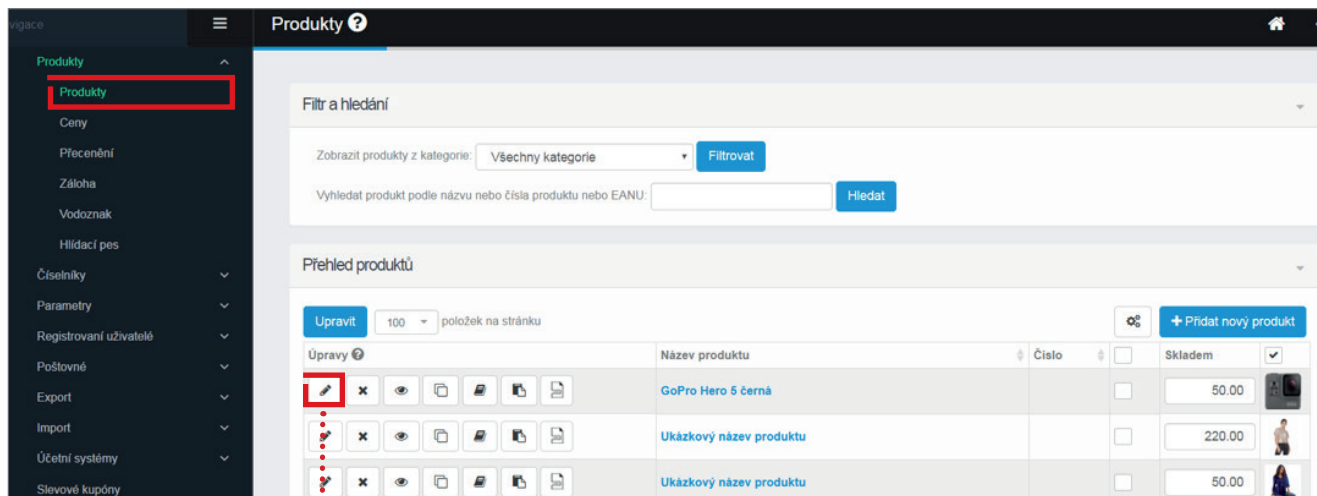 vigace
Produkty
Produkty
Produkty
Ceny
Přecenění
Záloha
Vodoznak
Hlídací pes
Číselníky
Parametry
Registrovaní uživatelé
Poštovné
Export
Import
Účetní systémy
Slevové kupóny
Filtr a hledání
Zobrazit produkty z kategorie: Všechny kategorie Filtrovat
Vyhledat produkt podle názvu nebo čísla produktu nebo EANU: Hledat
Přehled produktů
Upravit 100 položek na stránku Přidat nový produkt
Úpravy Název produktu Číslo Skladem
GoPro Hero 5 černá 50.00
Ukázkový název produktu 220.00
Ukázkový název produktu 50.00